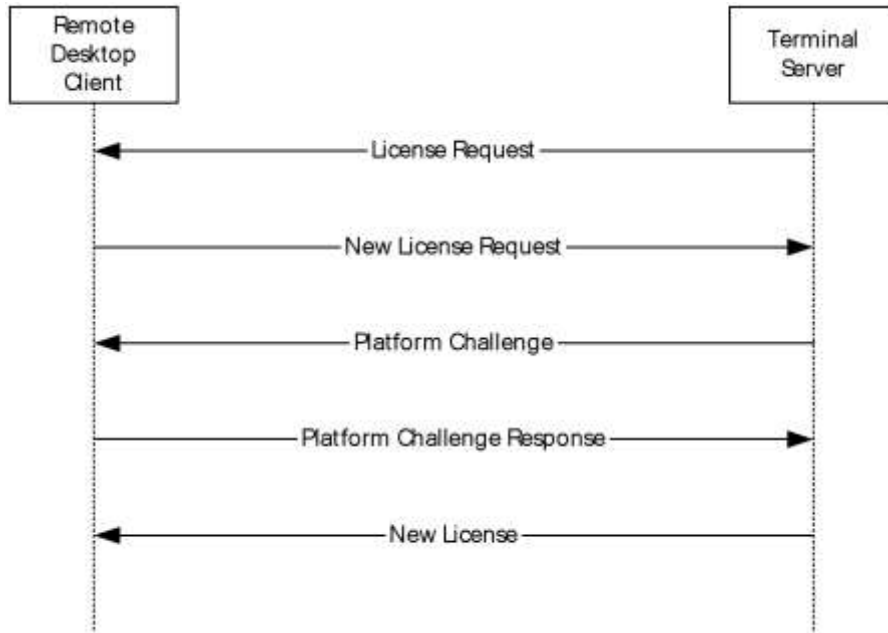 Remote
Desktop
Client
Terminal
Server
License Request
New License Request
Platform Challenge
Platform Challenge Response
New License